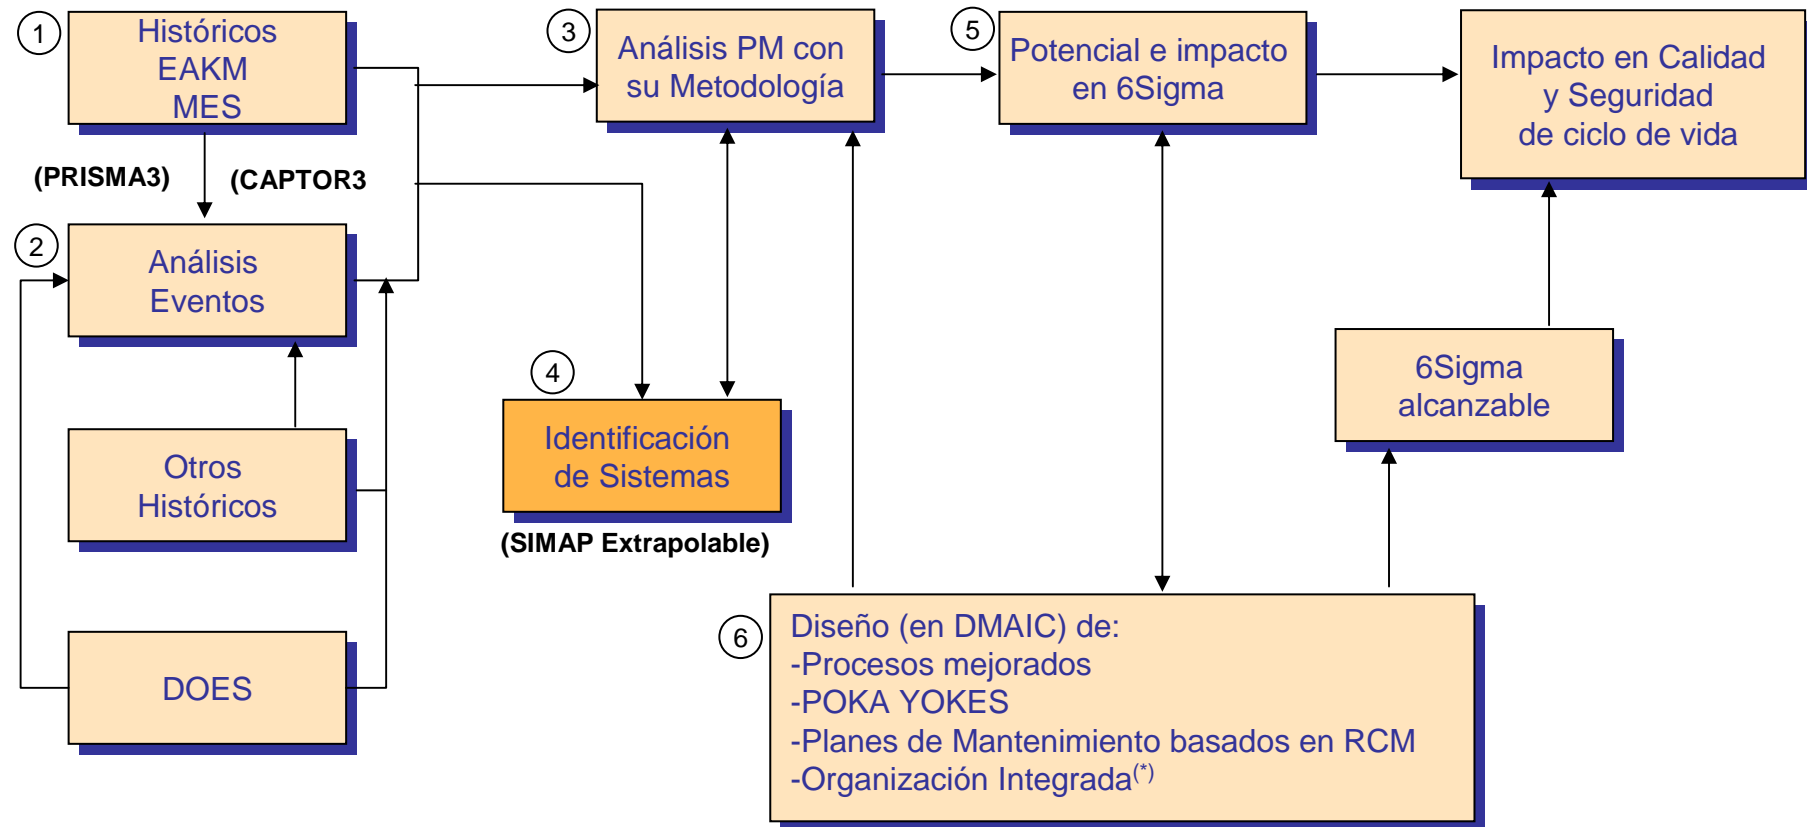 1
Históricos
EAKM
MES
(PRISMA3)
(CAPTOR3
2
Análisis
Eventos
Otros
Históricos
DOES
3
Análisis PM con
su Metodología
4
Identificación
de Sistemas
(SIMAP Extrapolable)
5
Potencial e impacto
en 6Sigma
Impacto en Calidad
y Seguridad
de ciclo de vida
6Sigma
alcanzable
6
Diseño (en DMAIC) de:
-Procesos mejorados
-POKA YOKES
-Planes de Mantenimiento basados en RCM
-Organización Integrada(*)